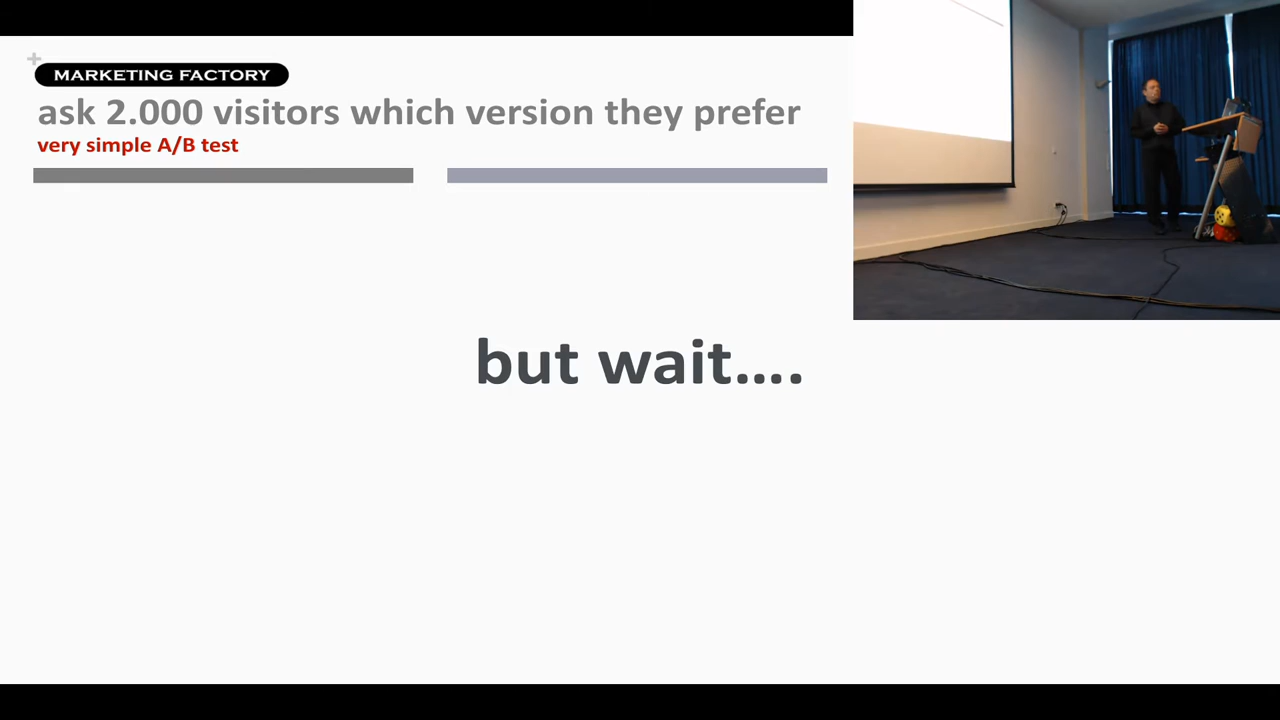 MARKETING FACTORY
ask 2.000 visitors which version they prefer
very simple A/B test
but wait....